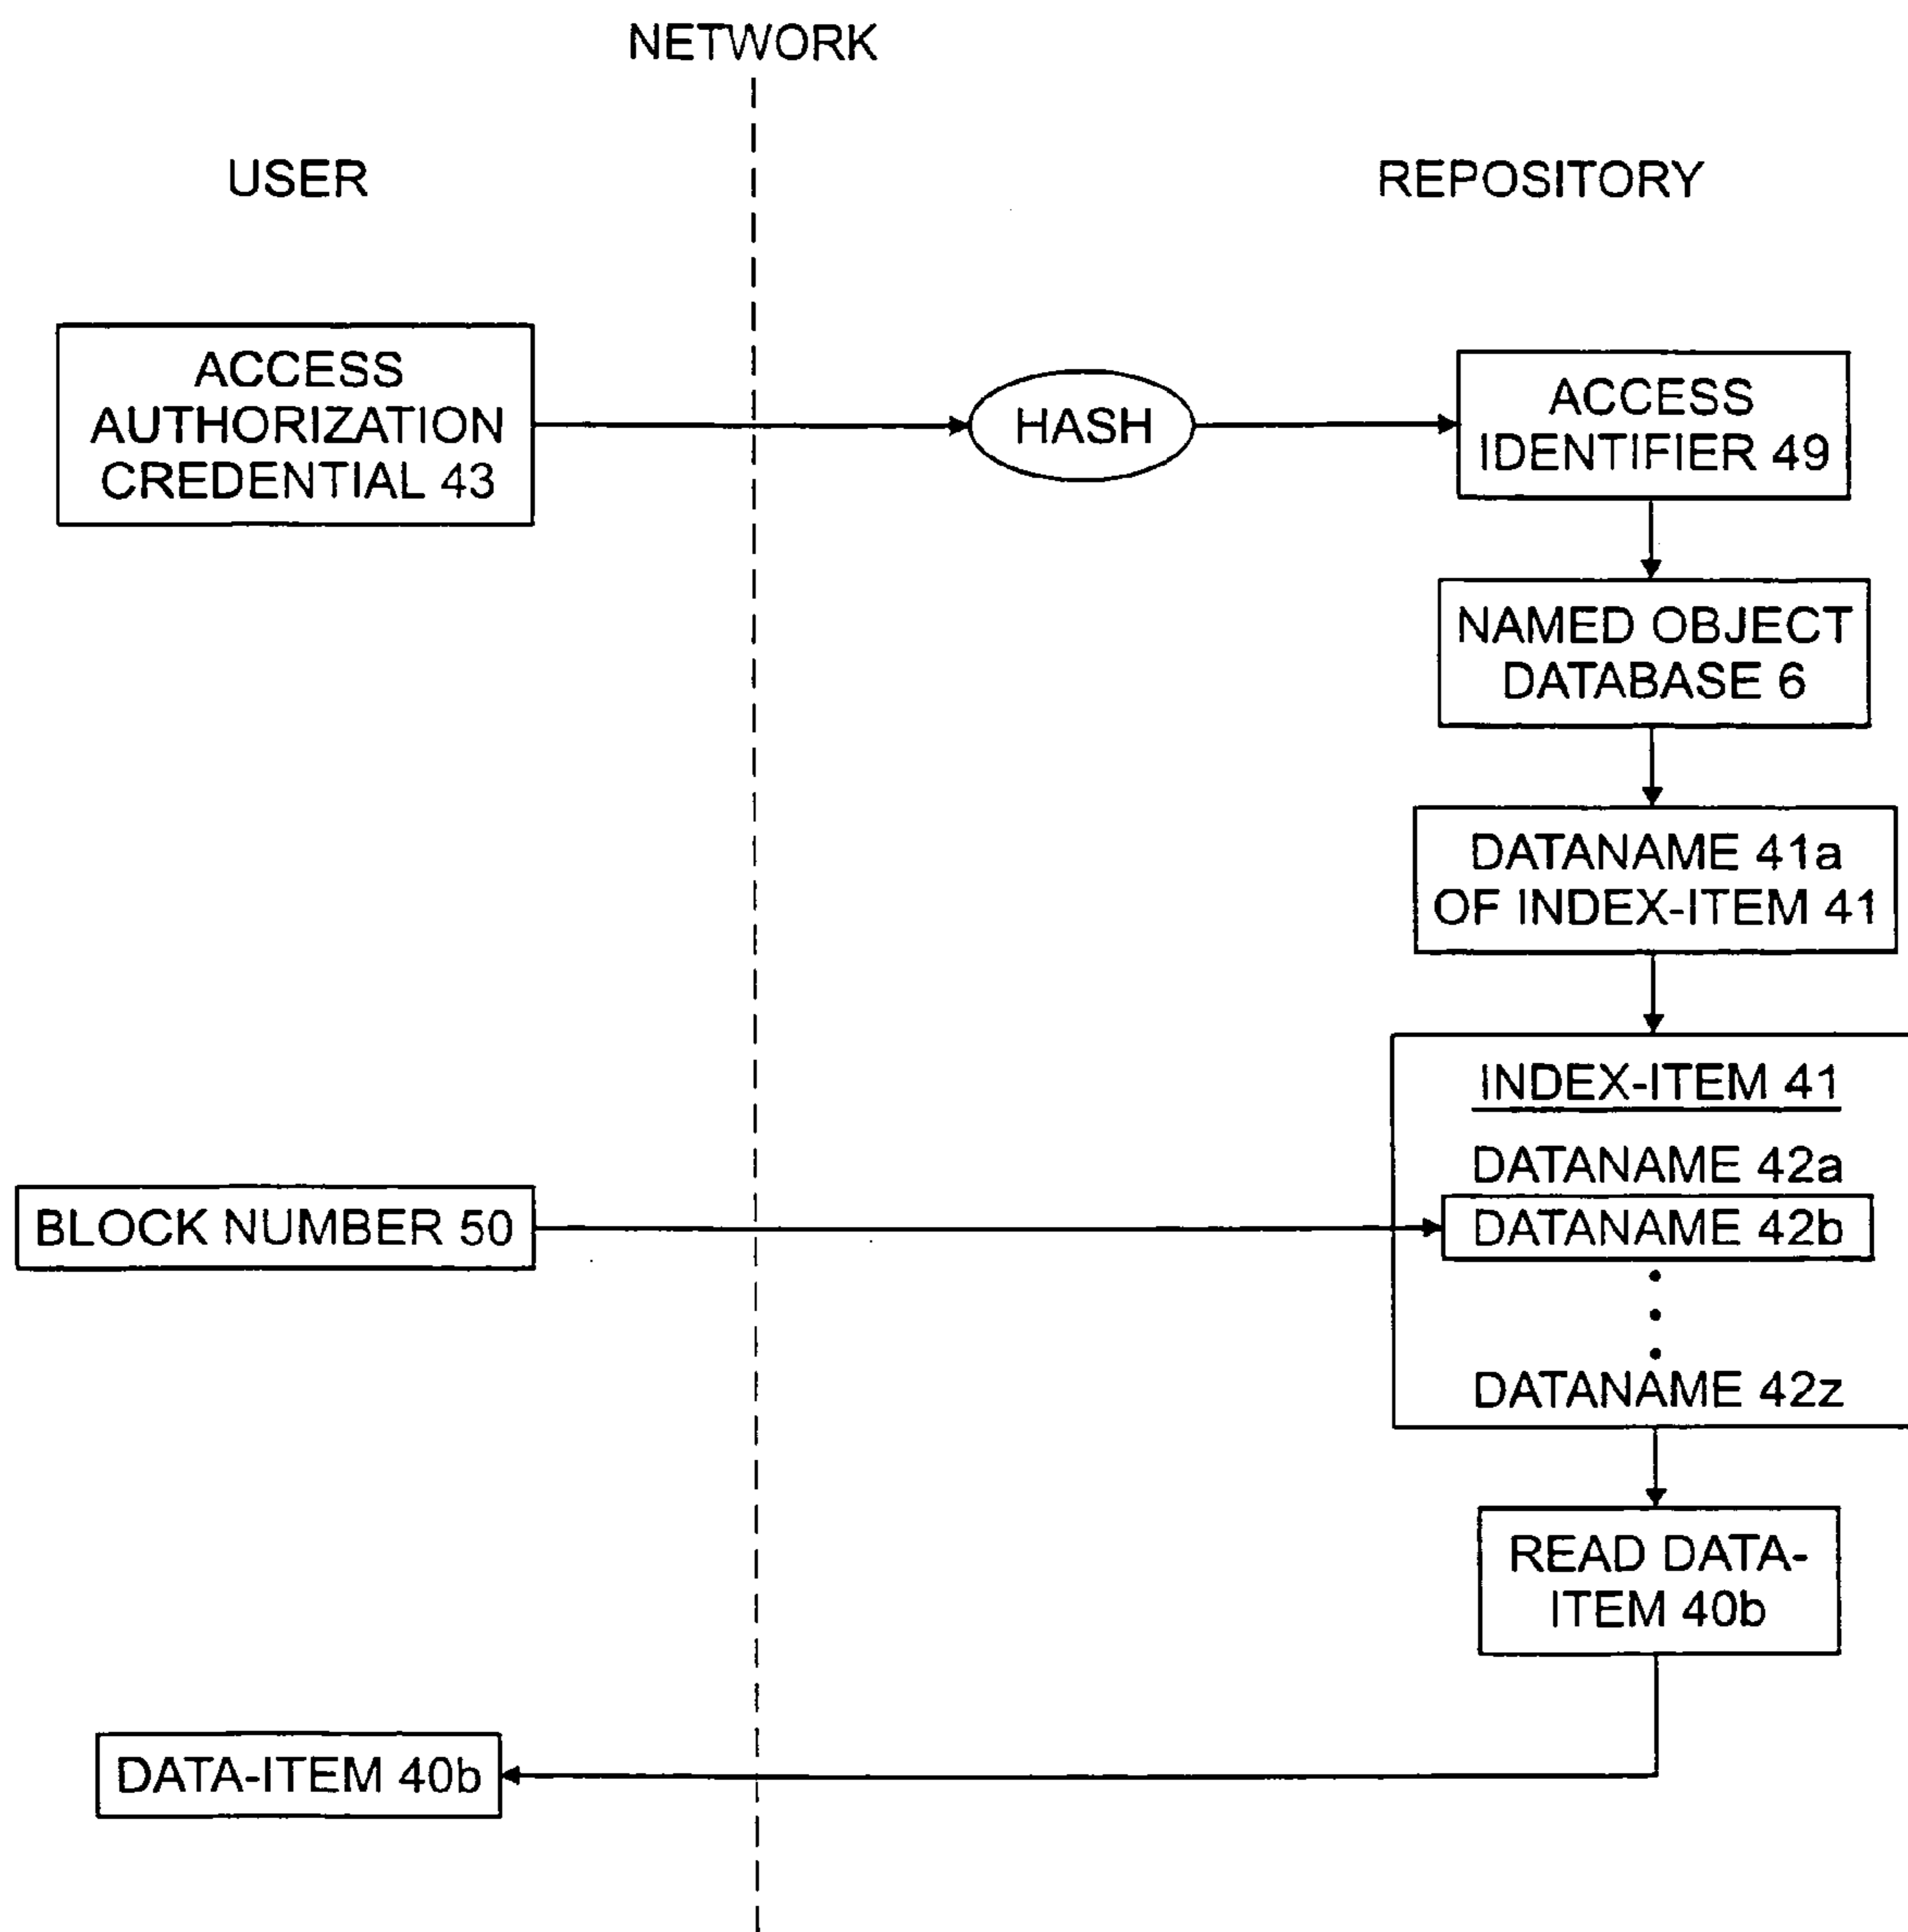 NETWORK
USER
REPOSITORY
ACCESS
AUTHORIZATION
CREDENTIAL 43
HASH
ACCESS
IDENTIFIER 49
NAMED OBJECT
DATABASE 6
DATANAME 41a
OF INDEX-ITEM 41
INDEX-ITEM 41
DATANAME 42a
BLOCK NUMBER 50
DATANAME 42b
DATANAME 42z
READ DATA-
ITEM 40b
DATA-ITEM 40b